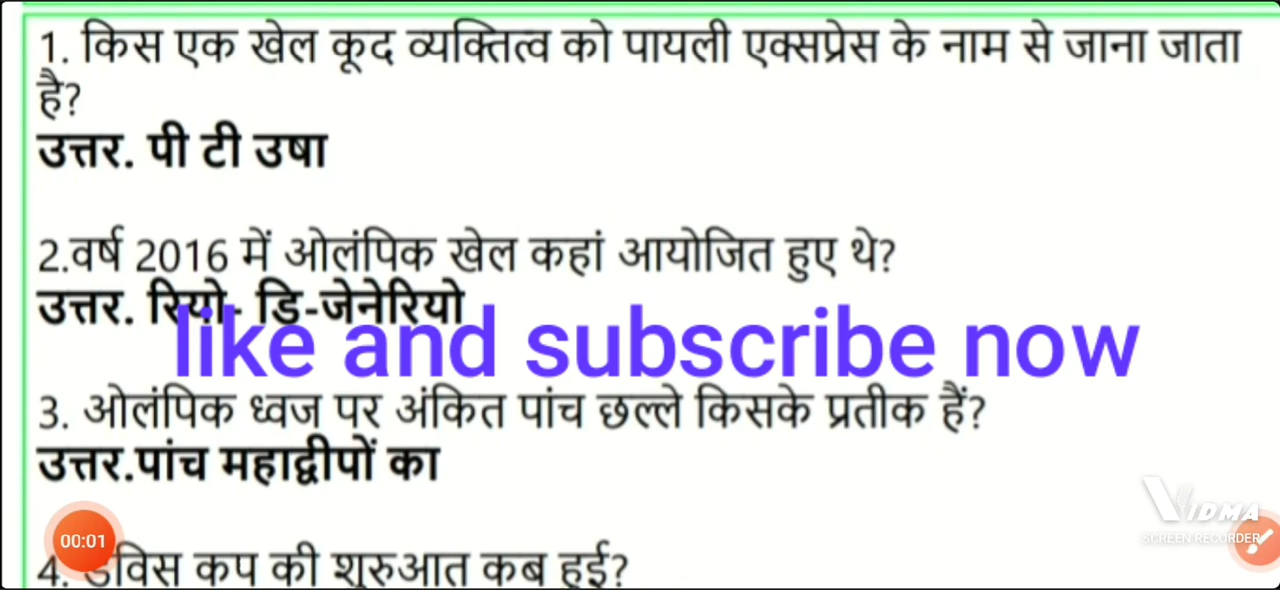 1. किस एक खेल कूद व्यक्तित्व को पायली एक्सप्रेस के नाम से जाना जाता
है?
उत्तर. पी टी उषा
2.वर्ष 2016 में ओलंपिक खेल कहां आयोजित हुए थे?
उत्तर. रियो- डि-जेनेरियो
like and subscribe now
3. ओलंपिक ध्वज पर अंकित पांच छल्ले किसके प्रतीक हैं?
उत्तर.पांच महाद्वीपों का
00:01
4. डेविस कप की शुरुआत कब हुई?
VIDMA
SCREEN RECORDER